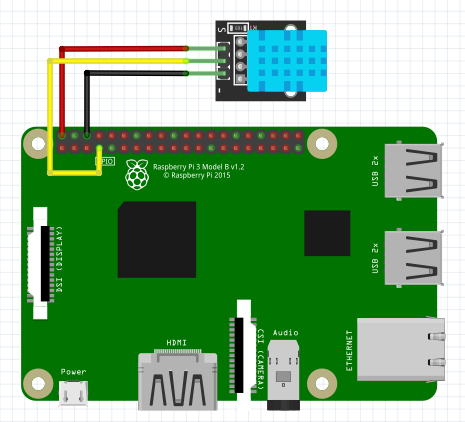 S
R1
-
GPIO
Raspberry Pi 3 Model B v1.2
© Raspberry Pi 2015
USB 2x
DSI (DISPLAY)
USB 2x
Power
HDMI
CSI (CAMERA)
Audio
ETHERNET